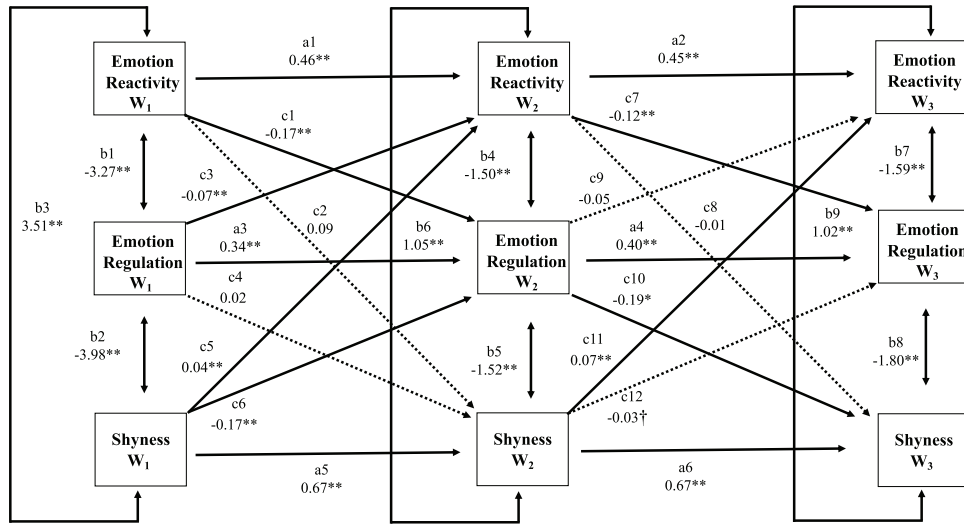 a1
0.46**
a2
0.45**
Emotion
Reactivity
W1
Emotion
Reactivity
W2
Emotion
Reactivity
W3
c1
-0.17**
c7
-0.12**
b1
-3.27**
b3
3.51**
c3
-0.07**
c2
0.09
b4
-1.50**
c9
-0.05
c8
-0.01
b7
-1.59**
Emotion
Regulation
W1
a3
0.34**
b6
1.05**
Emotion
Regulation
W2
a4
0.40**
b9
1.02**
Emotion
Regulation
W3
c4
0.02
c10
-0.19*
b2
-3.98**
c5
0.04**
b5
-1.52**
c11
0.07**
b8
-1.80**
c6
-0.17**
c12
-0.03†
Shyness
W1
Shyness
W2
Shyness
W3
a5
0.67**
a6
0.67**